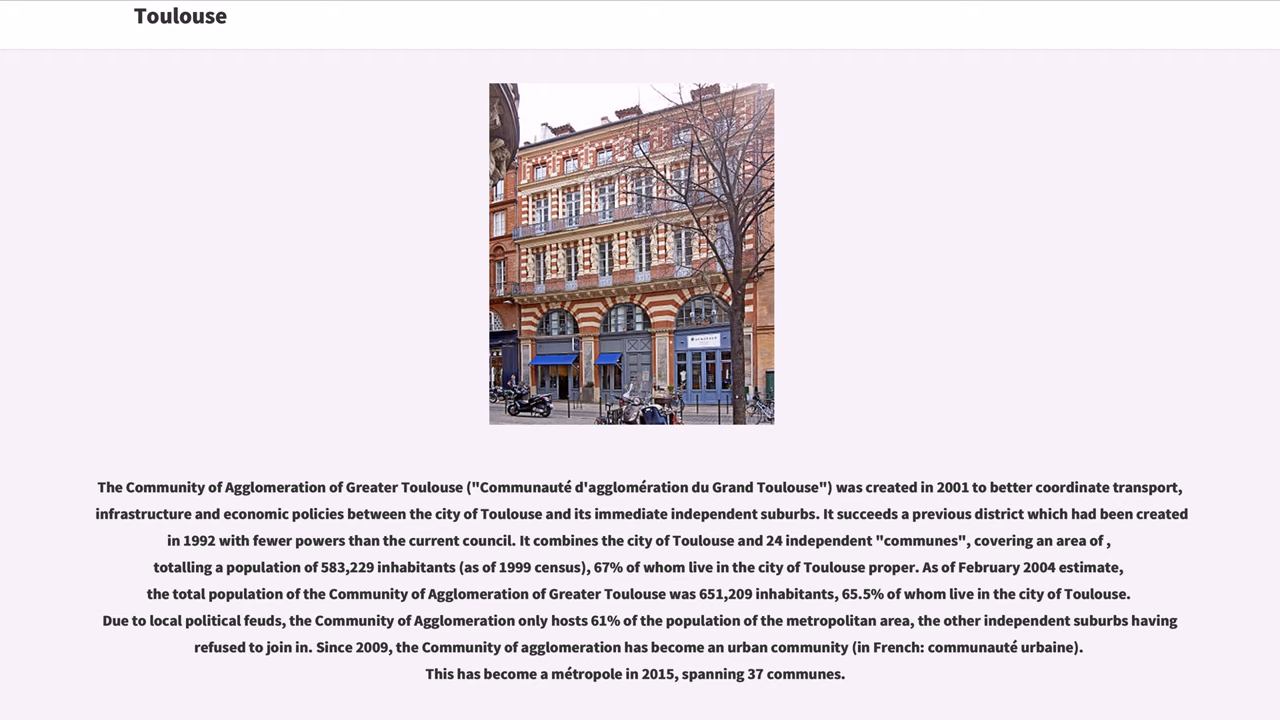 Toulouse
The Community of Agglomeration of Greater Toulouse ("Communauté d'agglomération du Grand Toulouse") was created in 2001 to better coordinate transport,
infrastructure and economic policies between the city of Toulouse and its immediate independent suburbs. It succeeds a previous district which had been created
in 1992 with fewer powers than the current council. It combines the city of Toulouse and 24 independent "communes", covering an area of ,
totalling a population of 583,229 inhabitants (as of 1999 census), 67% of whom live in the city of Toulouse proper. As of February 2004 estimate,
the total population of the Community of Agglomeration of Greater Toulouse was 651,209 inhabitants, 65.5% of whom live in the city of Toulouse.
Due to local political feuds, the Community of Agglomeration only hosts 61% of the population of the metropolitan area, the other independent suburbs having
refused to join in. Since 2009, the Community of agglomeration has become an urban community (in French: communauté urbaine).
This has become a métropole in 2015, spanning 37 communes.